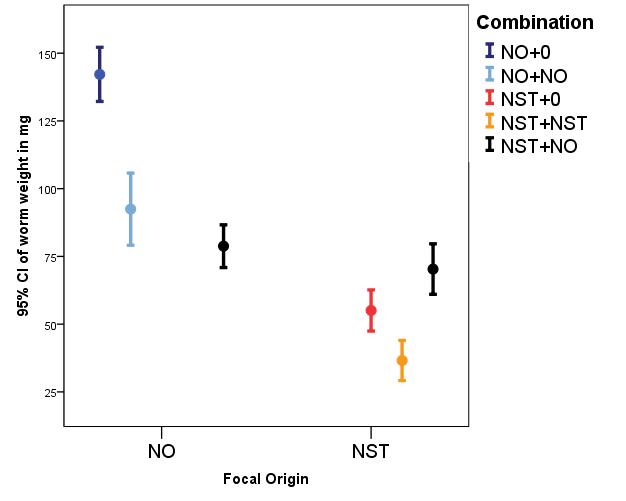 Combination
NO+0
NO+NO
NST+0
NST+NST
NST+NO
95% CI of worm weight in mg
150
125
100
75
50
25
NO
NST
Focal Origin